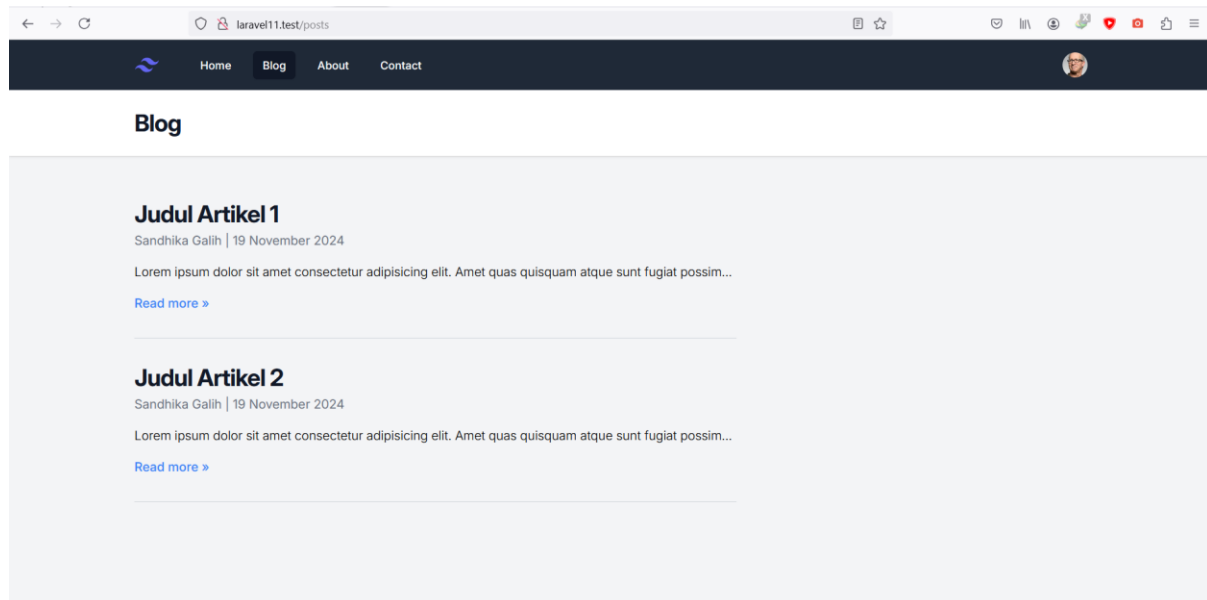 laravel11.test/posts
Home Blog About Contact
Blog
Judul Artikel 1
Sandhika Galih | 19 November 2024
Lorem ipsum dolor sit amet consectetur adipisicing elit. Amet quas quisquam atque sunt fugiat possim...
Read more »
Judul Artikel 2
Sandhika Galih | 19 November 2024
Lorem ipsum dolor sit amet consectetur adipisicing elit. Amet quas quisquam atque sunt fugiat possim...
Read more »